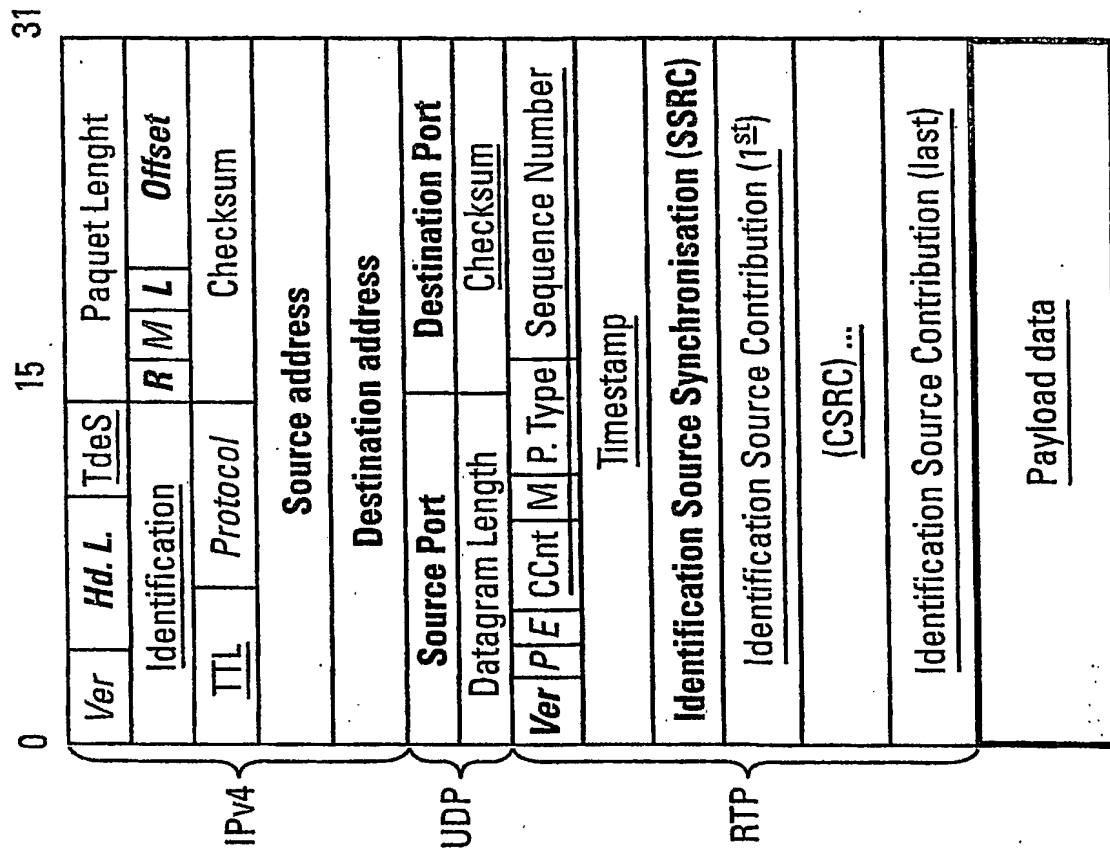 0 15 31
Ver Hd. L. TdeS Paquet Lenght
Identification R M L Offset
TTL Protocol Checksum
Source address
Destination address
Source Port Destination Port
Datagram Length Checksum
Ver P E CCnt M P. Type Sequence Number
Timestamp
Identification Source Synchronisation (SSRC)
Identification Source Contribution (1st)
(CSRC)...
Identification Source Contribution (last)
Payload data
IPv4
UDP
RTP